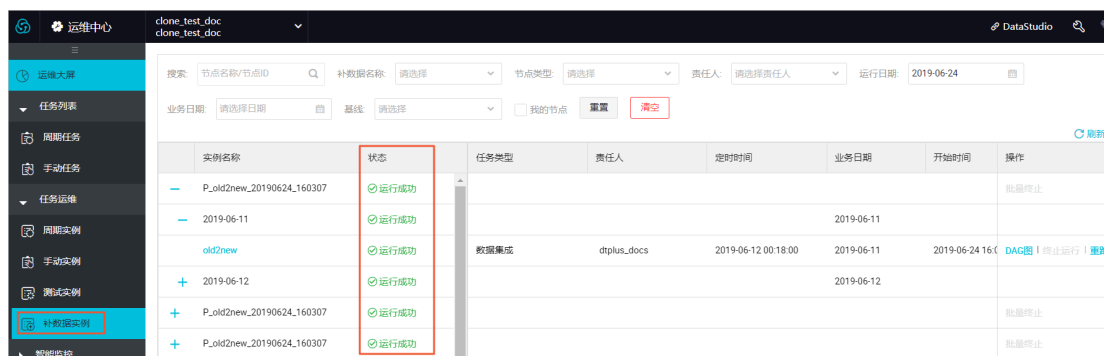 运维中心 clone_test_doc DataStudio
clone_test_doc
运维大屏
任务列表
周期任务
手动任务
任务运维
周期实例
手动实例
测试实例
补数据实例
智能监控
搜索: 节点名称/节点ID 补数据名称: 请选择 节点类型: 请选择 责任人: 请选择责任人 运行日期: 2019-06-24
业务日期: 请选择日期 基线: 请选择 我的节点 重置 清空
刷新
实例名称 状态 任务类型 责任人 定时时间 业务日期 开始时间 操作
P_old2new_20190624_160307 运行成功 批量终止
2019-06-11 运行成功 2019-06-11
old2new 运行成功 数据集成 dtplus_docs 2019-06-12 00:18:00 2019-06-11 2019-06-24 16:0 DAG图 | 终止运行 | 重跑
2019-06-12 运行成功 2019-06-12
P_old2new_20190624_160307 运行成功 批量终止
P_old2new_20190624_160307 运行成功 批量终止